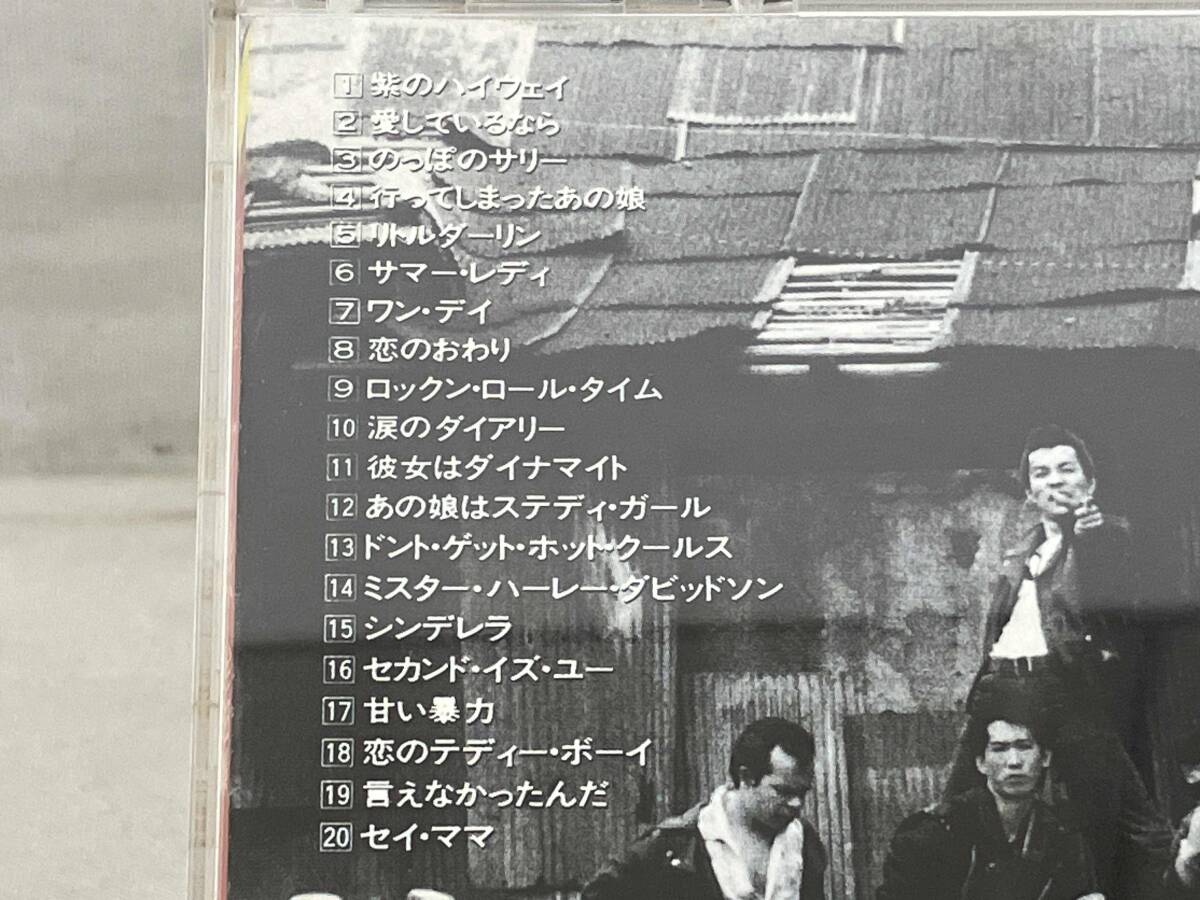 1 紫のハイウェイ
2 愛しているなら
3 のっぽのサリー
4 行ってしまったあの娘
5 リトルダーリン
6 サマー・レディ
7 ワン・デイ
8 恋のおわり
9 ロックン・ロール・タイム
10 涙のダイアリー
11 彼女はダイナマイト
12 あの娘はステディ・ガール
13 ドント・ゲット・ホット・クールス
14 ミスター・ハーレー・ダビッドソン
15 シンデレラ
16 セカンド・イズ・ユー
17 甘い暴力
18 恋のテディー・ボーイ
19 言えなかったんだ
20 セイ・ママ